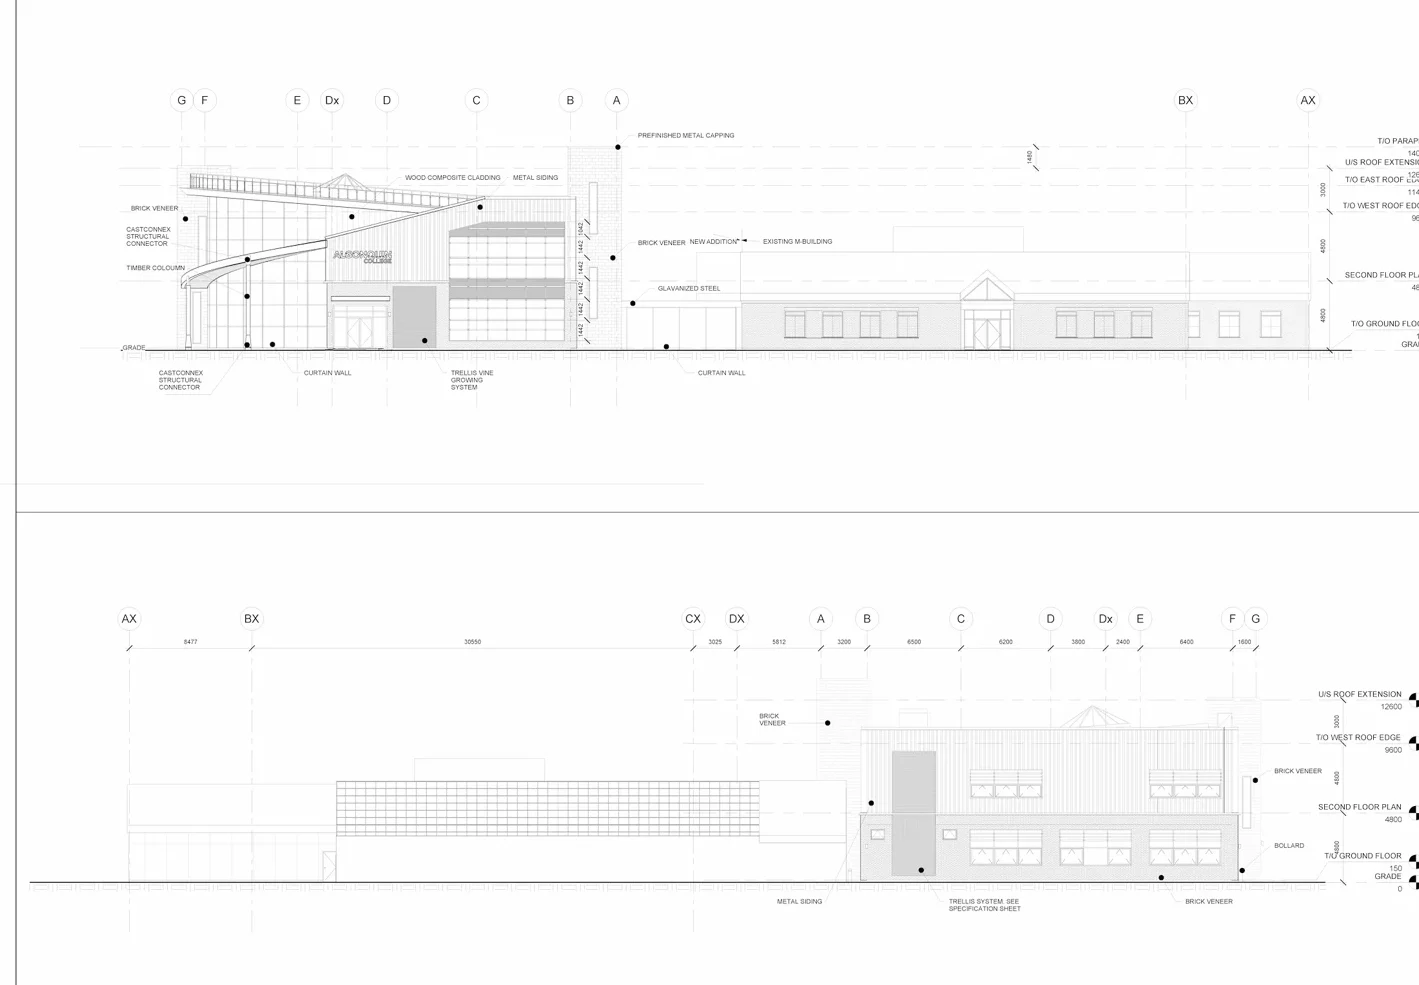 G F E Dx D C B A BX AX
PREFINISHED METAL CAPPING
T/O PARAP
140
1480
U/S ROOF EXTENSIO
126
WOOD COMPOSITE CLADDING METAL SIDING
T/O EAST ROOF EDG
114
3000
BRICK VENEER
T/O WEST ROOF EDG
96
CASTCONNEX
STRUCTURAL
CONNECTOR
1042
1442
1442
1442
1442
1442
ALGONQUIN
COLLEGE
BRICK VENEER NEW ADDITION EXISTING M-BUILDING
4800
TIMBER COLOUMN
SECOND FLOOR PLA
48
GLAVANIZED STEEL
4800
T/O GROUND FLOO
1
GRADE
GRA
CASTCONNEX
STRUCTURAL
CONNECTOR
CURTAIN WALL
TRELLIS VINE
GROWING
SYSTEM
CURTAIN WALL
AX BX CX DX A B C D Dx E F G
8477 30550 3025 5812 3200 6500 6200 3800 2400 6400 1600
U/S ROOF EXTENSION
12600
BRICK
VENEER
3000
T/O WEST ROOF EDGE
9600
BRICK VENEER
4800
SECOND FLOOR PLAN
4800
BOLLARD
4800
T/O GROUND FLOOR
150
GRADE
0
METAL SIDING
TRELLIS SYSTEM. SEE
SPECIFICATION SHEET
BRICK VENEER